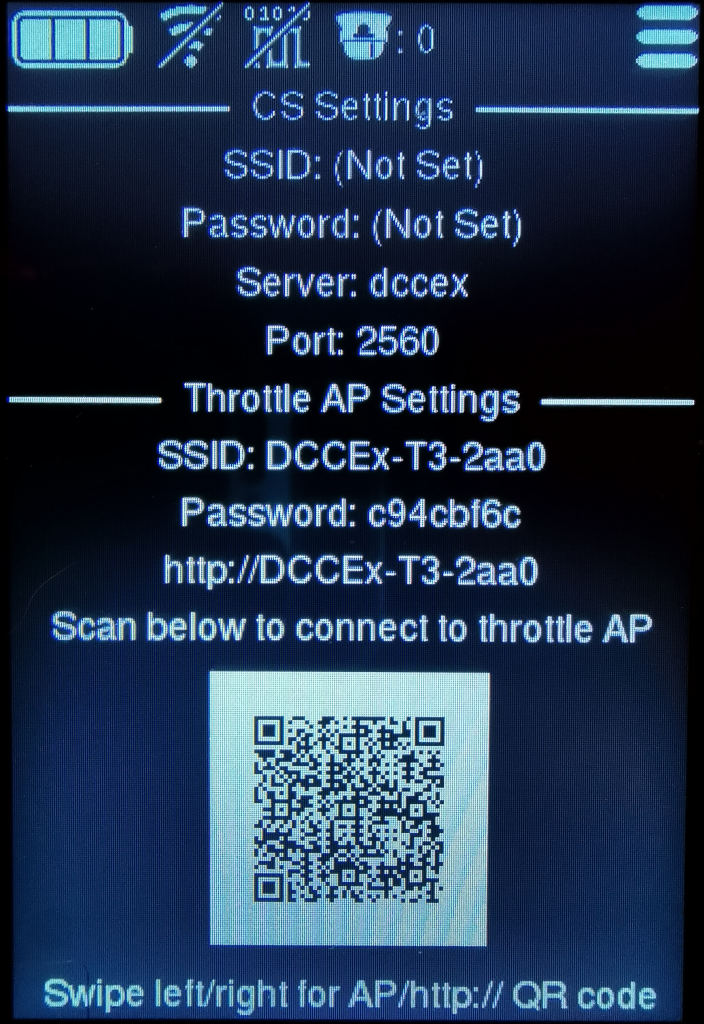 0101
: 0
CS Settings
SSID: (Not Set)
Password: (Not Set)
Server: dccex
Port: 2560
Throttle AP Settings
SSID: DCCEx-T3-2aa0
Password: c94cbf6c
http://DCCEx-T3-2aa0
Scan below to connect to throttle AP
Swipe left/right for AP/http:// QR code